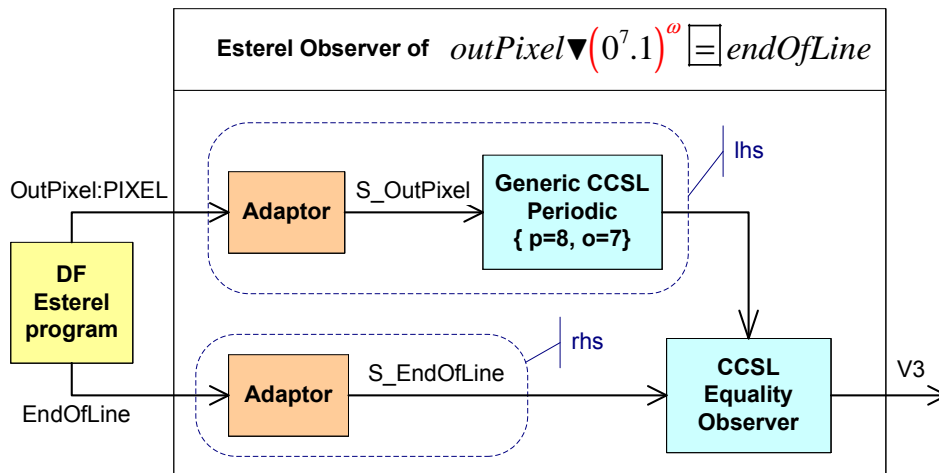 Esterel Observer of outPixel▼(0⁷.1)^ω = endOfLine
lhs
OutPixel:PIXEL
Adaptor
S_OutPixel
Generic CCSL
Periodic
{ p=8, o=7}
DF
Esterel
program
rhs
EndOfLine
Adaptor
S_EndOfLine
CCSL
Equality
Observer
V3